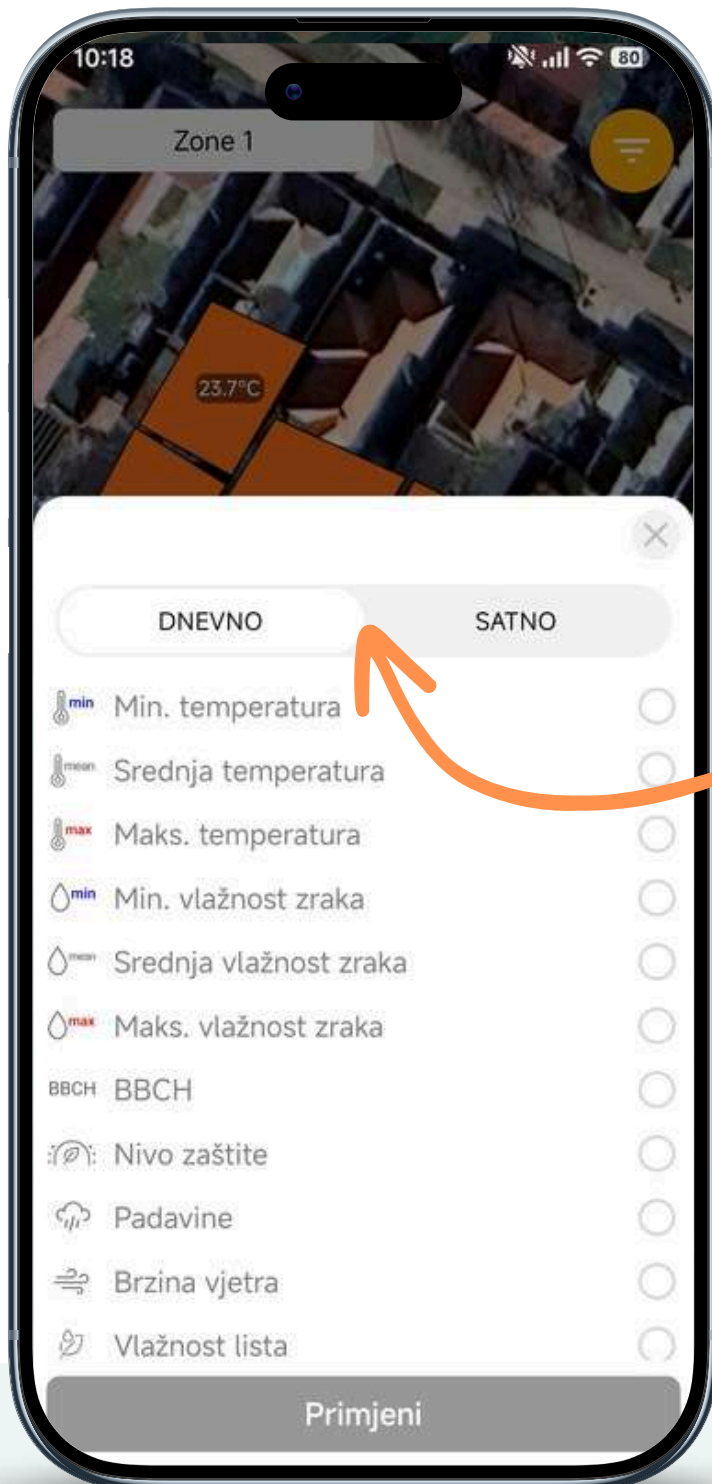 10:18
80
Zone 1
23.7°C
DNEVNO SATNO
min Min. temperatura
mean Srednja temperatura
max Maks. temperatura
min Min. vlažnost zraka
mean Srednja vlažnost zraka
max Maks. vlažnost zraka
BBCH BBCH
Nivo zaštite
Padavine
Brzina vjetra
Vlažnost lista
Primjeni